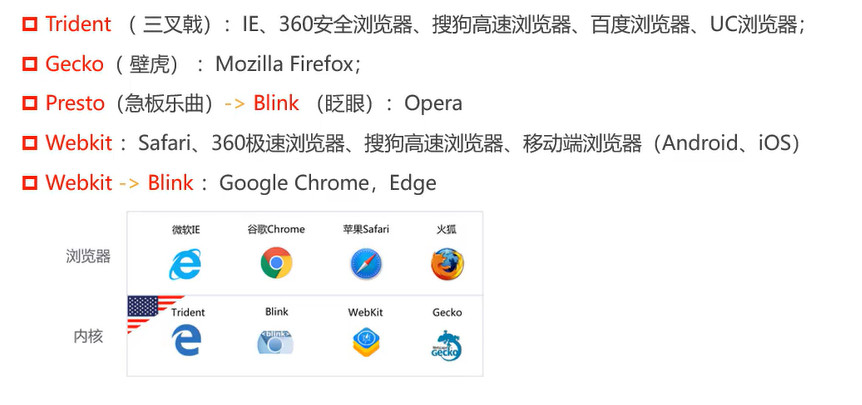 Trident （ 三叉戟）：IE、360安全浏览器、搜狗高速浏览器、百度浏览器、UC浏览器；
Gecko（ 壁虎） ：Mozilla Firefox；
Presto（急板乐曲）-> Blink （眨眼）：Opera
Webkit ：Safari、360极速浏览器、搜狗高速浏览器、移动端浏览器（Android、iOS）
Webkit -> Blink ：Google Chrome，Edge
微软IE 谷歌Chrome 苹果Safari 火狐
浏览器
Trident Blink WebKit Gecko
内核
blink
GECKO